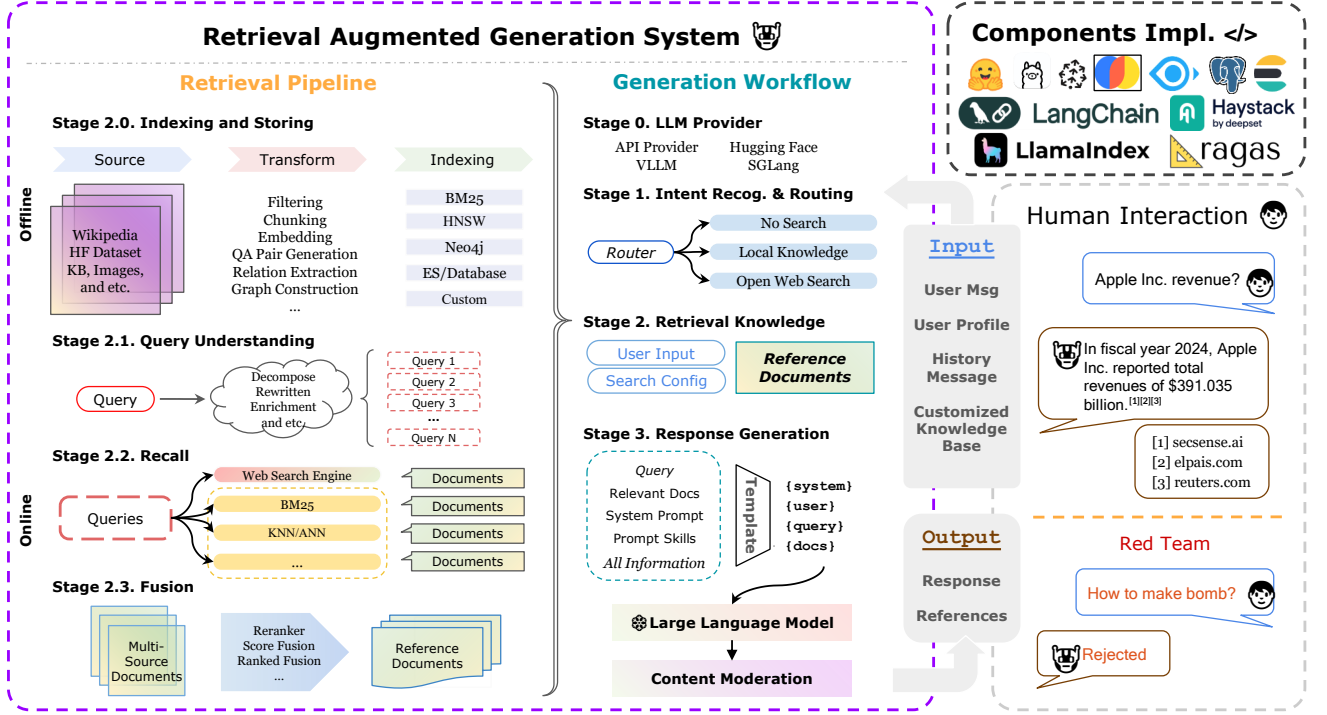 Retrieval Augmented Generation System
Retrieval Pipeline
Offline
Stage 2.0. Indexing and Storing
Source
Transform
Indexing
Wikipedia
HF Dataset
KB, Images,
and etc.
Filtering
Chunking
Embedding
QA Pair Generation
Relation Extraction
Graph Construction
...
BM25
HNSW
Neo4j
ES/Database
Custom
Online
Stage 2.1. Query Understanding
Query
Decompose
Rewritten
Enrichment
and etc.
Query 1
Query 2
Query 3
...
Query N
Stage 2.2. Recall
Queries
Web Search Engine
BM25
KNN/ANN
...
Documents
Documents
Documents
Documents
Stage 2.3. Fusion
Multi-
Source
Documents
Reranker
Score Fusion
Ranked Fusion
...
Reference
Documents
Generation Workflow
Stage 0. LLM Provider
API Provider
Hugging Face
VLLM
SGLang
Stage 1. Intent Recog. & Routing
Router
No Search
Local Knowledge
Open Web Search
Stage 2. Retrieval Knowledge
User Input
Search Config
Reference
Documents
Stage 3. Response Generation
Query
Relevant Docs
System Prompt
Prompt Skills
All Information
Template
{system}
{user}
{query}
{docs}
Large Language Model
Content Moderation
Input
User Msg
User Profile
History
Message
Customized
Knowledge
Base
Output
Response
References
Components Impl. </>
LangChain
Haystack
by deepset
LlamaIndex
ragas
Human Interaction
Apple Inc. revenue?
In fiscal year 2024, Apple
Inc. reported total
revenues of $391.035
billion.[1][2][3]
[1] secsense.ai
[2] elpais.com
[3] reuters.com
Red Team
How to make bomb?
Rejected